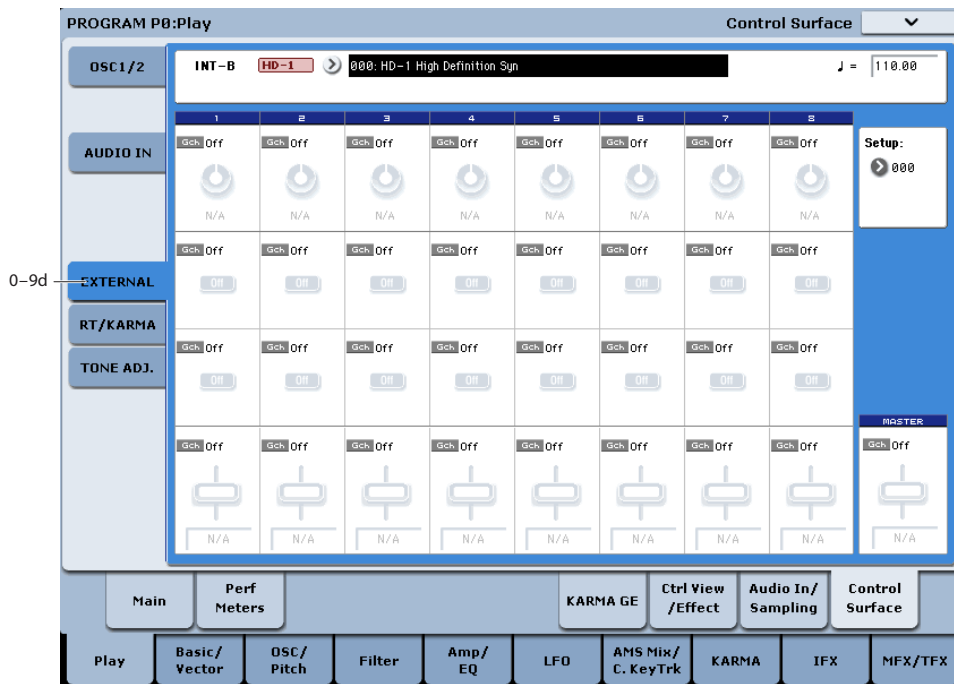 PROGRAM P0:Play Control Surface
OSC1/2
INT-B HD-1 000: HD-1 High Definition Syn ♩ = 110.00
1 2 3 4 5 6 7 8
AUDIO IN
Gch Off Gch Off Gch Off Gch Off Gch Off Gch Off Gch Off Gch Off
Setup:
000
N/A N/A N/A N/A N/A N/A N/A N/A
Gch Off Gch Off Gch Off Gch Off Gch Off Gch Off Gch Off Gch Off
0–9d
EXTERNAL
Off Off Off Off Off Off Off Off
RT/KARMA
Gch Off Gch Off Gch Off Gch Off Gch Off Gch Off Gch Off Gch Off
TONE ADJ.
Off Off Off Off Off Off Off Off
MASTER
Gch Off Gch Off Gch Off Gch Off Gch Off Gch Off Gch Off Gch Off Gch Off
N/A N/A N/A N/A N/A N/A N/A N/A N/A
Main
Perf
Meters
KARMA GE
Ctrl View
/Effect
Audio In/
Sampling
Control
Surface
Play
Basic/
Vector
OSC/
Pitch
Filter
Amp/
EQ
LFO
AMS Mix/
C. KeyTrk
KARMA
IFX
MFX/TFX